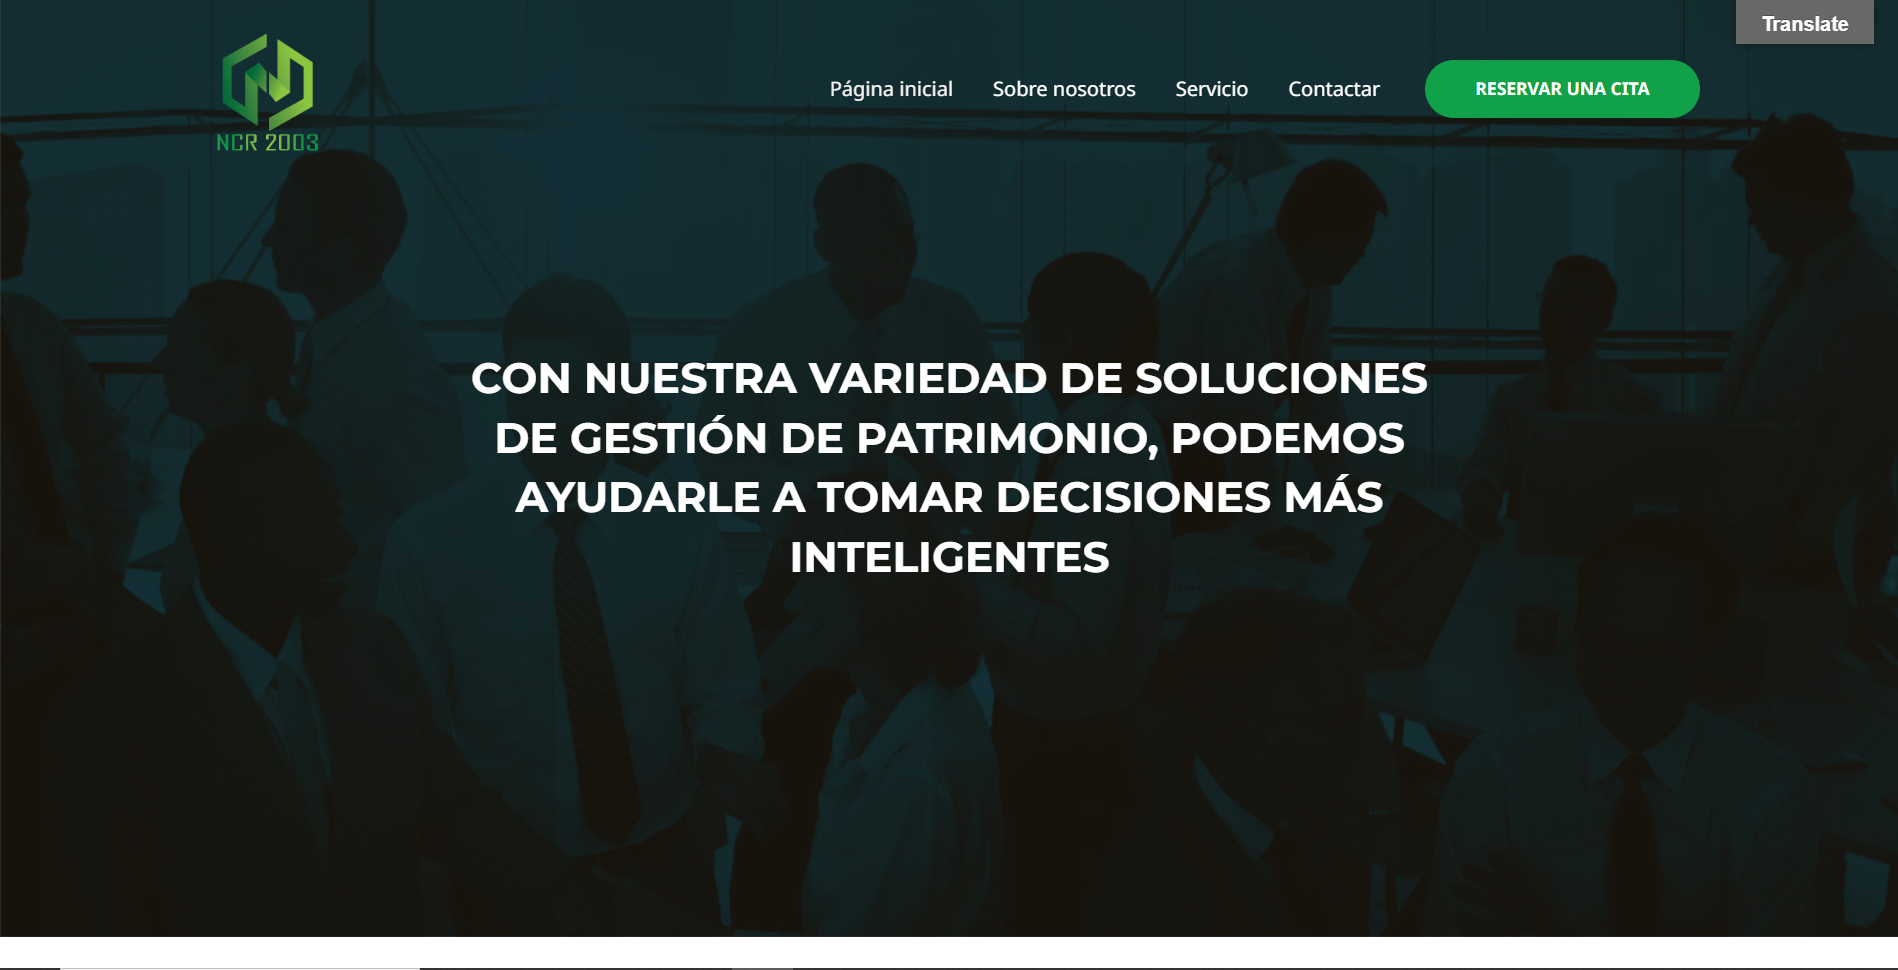 Translate
NCR 2003
Página inicial
Sobre nosotros
Servicio
Contactar
RESERVAR UNA CITA
CON NUESTRA VARIEDAD DE SOLUCIONES
DE GESTIÓN DE PATRIMONIO, PODEMOS
AYUDARLE A TOMAR DECISIONES MÁS
INTELIGENTES